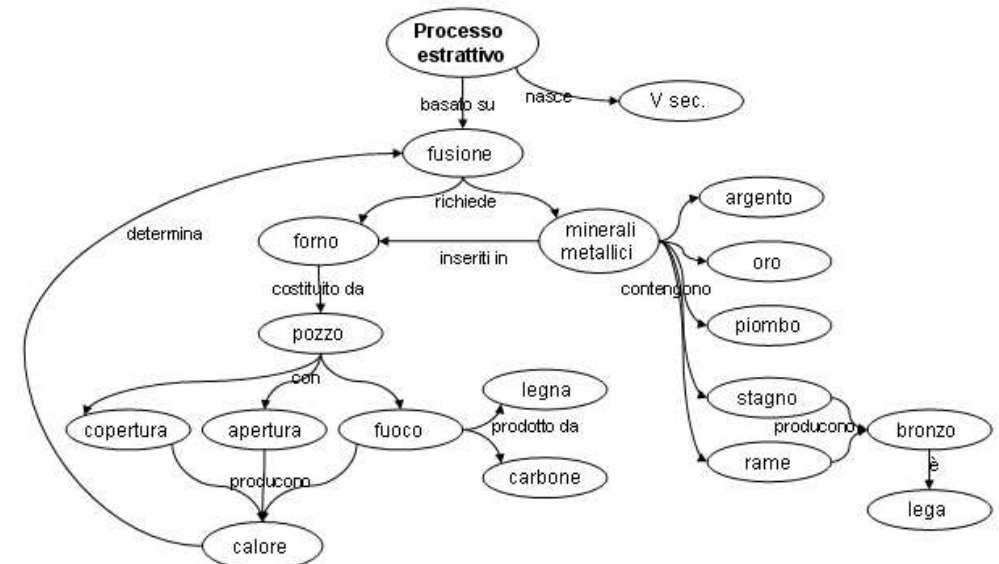 Processo
estrattivo
basato su
nasce
V sec.
fusione
richiede
determina
forno
inseriti in
minerali
metallici
argento
oro
contengono
piombo
costituito da
pozzo
con
copertura
apertura
fuoco
prodotto da
legna
carbone
stagno
rame
producono
bronzo
è
lega
producono
calore